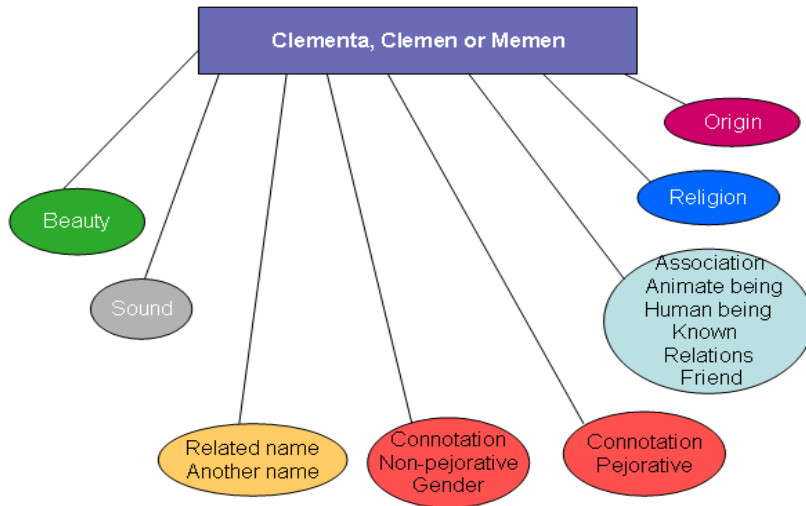 Clementa, Clemen or Memen
Origin
Religion
Beauty
Association
Animate being
Human being
Known
Relations
Friend
Sound
Related name
Another name
Connotation
Non-pejorative
Gender
Connotation
Pejorative